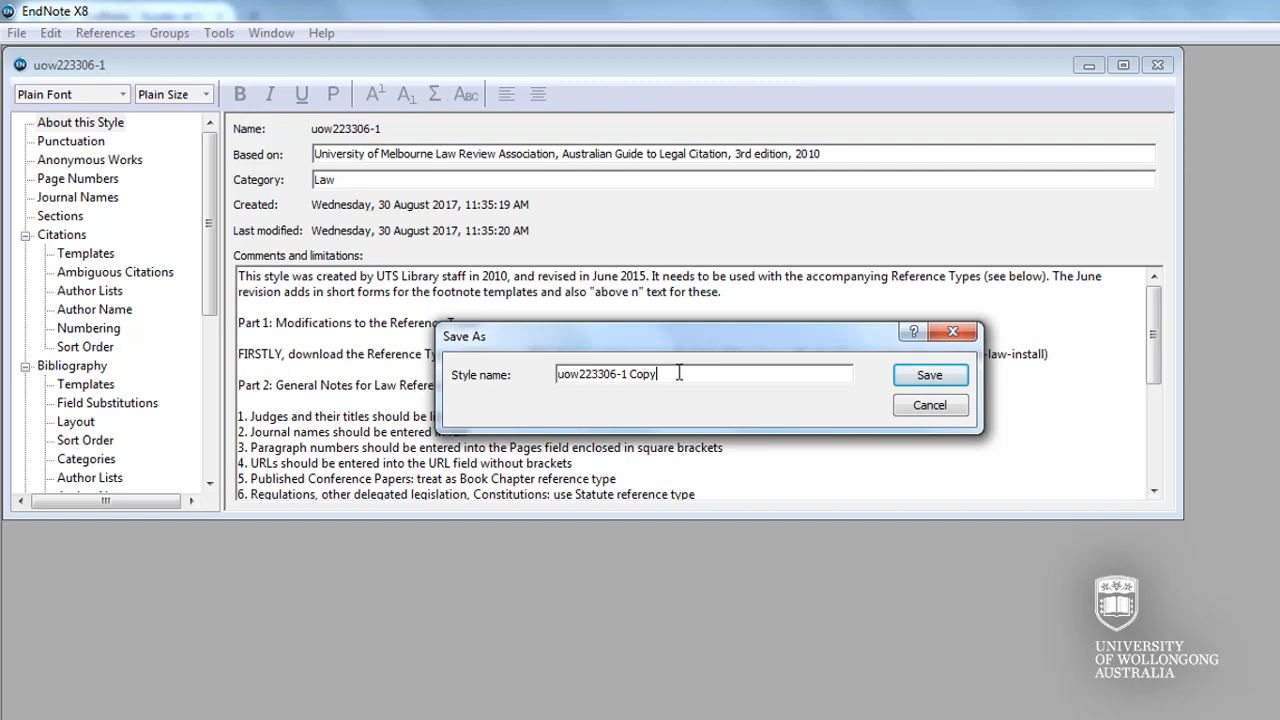 EN EndNote X8
File Edit References Groups Tools Window Help
EN uow223306-1
Plain Font Plain Size B I U P A¹ A₁ Σ Abc
About this Style
Punctuation
Anonymous Works
Page Numbers
Journal Names
Sections
Citations
Templates
Ambiguous Citations
Author Lists
Author Name
Numbering
Sort Order
Bibliography
Templates
Field Substitutions
Layout
Sort Order
Categories
Author Lists
Name: uow223306-1
Based on: University of Melbourne Law Review Association, Australian Guide to Legal Citation, 3rd edition, 2010
Category: Law
Created: Wednesday, 30 August 2017, 11:35:19 AM
Last modified: Wednesday, 30 August 2017, 11:35:20 AM
Comments and limitations:
This style was created by UTS Library staff in 2010, and revised in June 2015. It needs to be used with the accompanying Reference Types (see below). The June
revision adds in short forms for the footnote templates and also "above n" text for these.
Part 1: Modifications to the Reference
FIRSTLY, download the Reference -law-install)
Part 2: General Notes for Law
1. Judges and their titles should be
2. Journal names should be entered
3. Paragraph numbers should be entered into the Pages field enclosed in square brackets
4. URLs should be entered into the URL field without brackets
5. Published Conference Papers: treat as Book Chapter reference type
6. Regulations, other delegated legislation, Constitutions: use Statute reference type
Save As
Style name: uow223306-1 Copy
Save
Cancel
UNIVERSITY
OF WOLLONGONG
AUSTRALIA